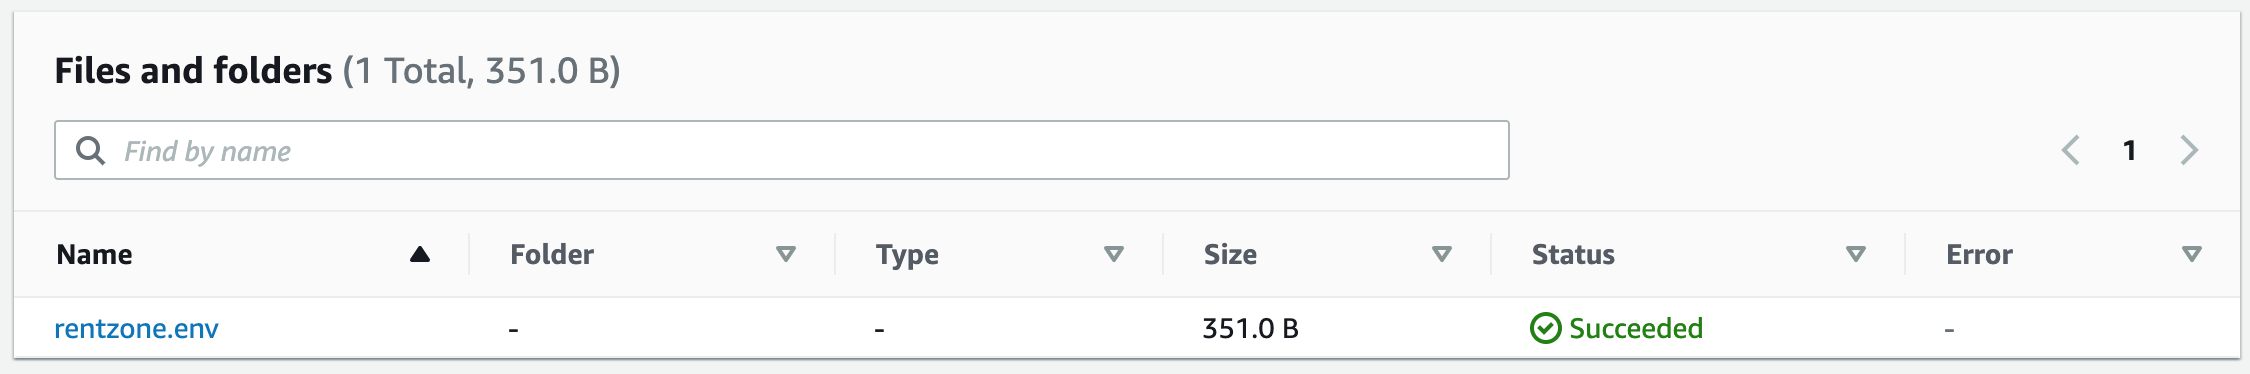 Files and folders (1 Total, 351.0 B)
Find by name
1
Name Folder Type Size Status Error
rentzone.env - - 351.0 B Succeeded -